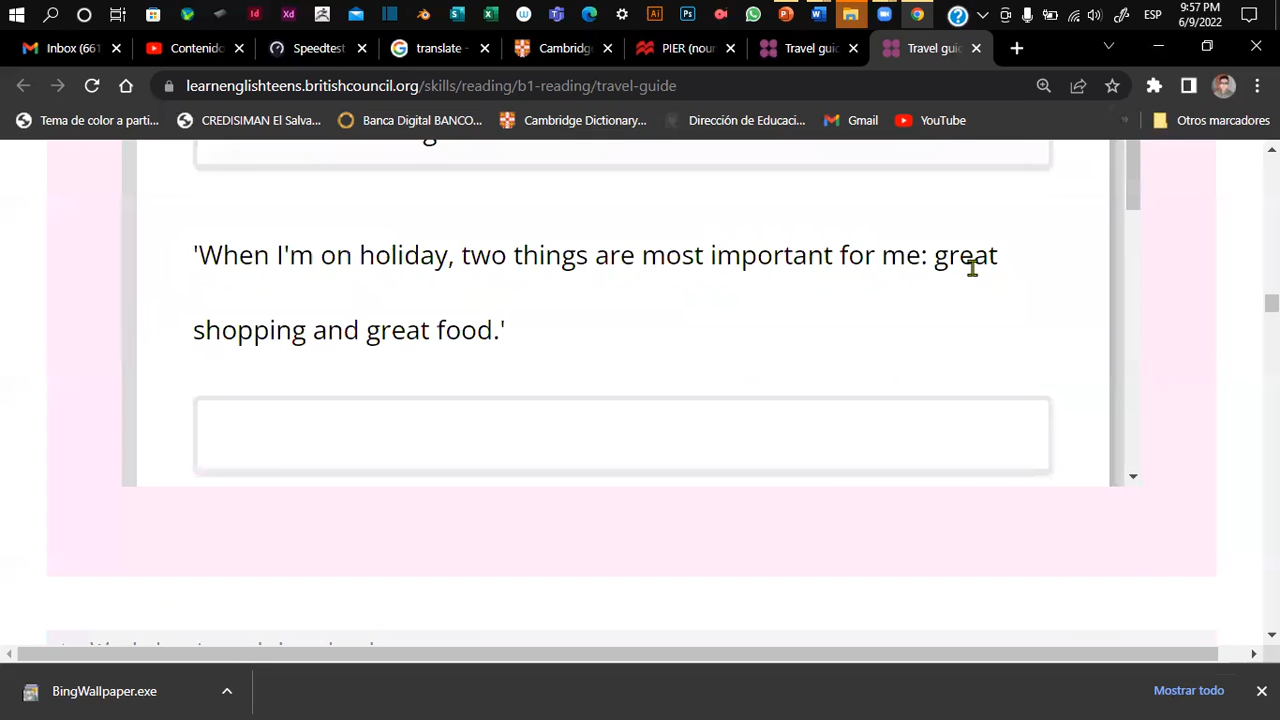 9:57 PM
ESP
6/9/2022
Inbox (661
Contenido
Speedtest
translate -
Cambridg
PIER (nour
Travel guid
Travel guid
learnenglishteens.britishcouncil.org/skills/reading/b1-reading/travel-guide
Tema de color a parti...
CREDISIMAN El Salva...
Banca Digital BANCO...
Cambridge Dictionary...
Dirección de Educaci...
Gmail
YouTube
Otros marcadores
'When I'm on holiday, two things are most important for me: great
shopping and great food.'
BingWallpaper.exe
Mostrar todo